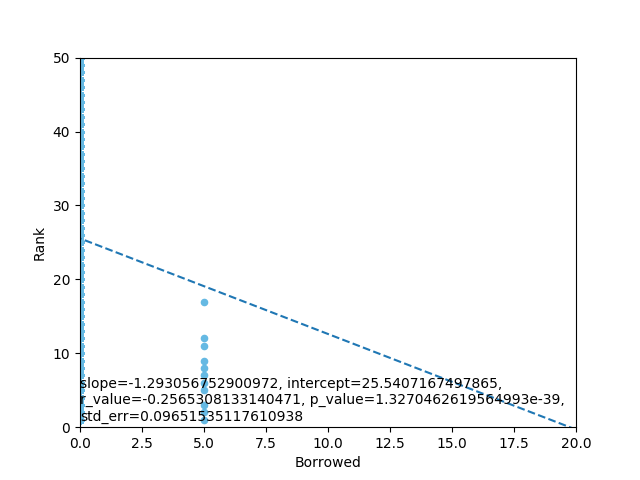 50
40
30
20
10
0
Rank
slope=-1.293056752900972, intercept=25.5407167497865,
r_value=-0.2565308133140471, p_value=1.3270462619564993e-39,
std_err=0.09651535117610938
0.0 2.5 5.0 7.5 10.0 12.5 15.0 17.5 20.0
Borrowed